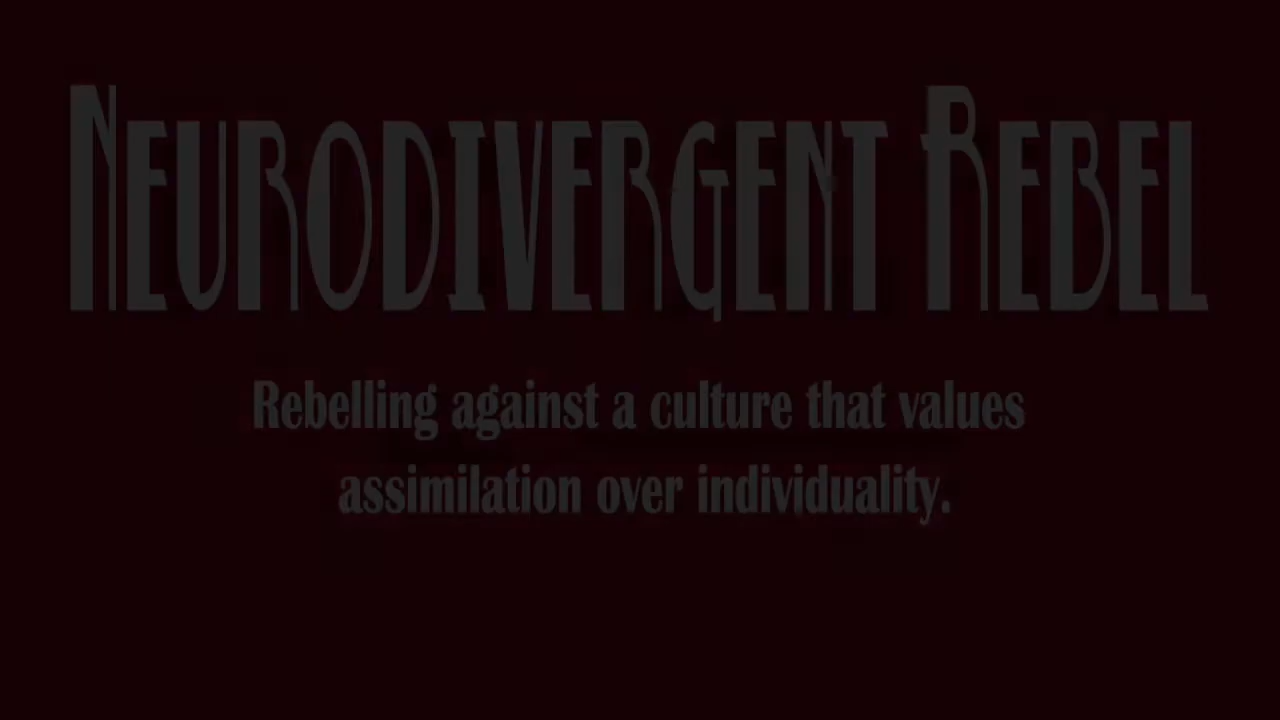 Neurodivergent Rebel
Rebelling against a culture that values
assimilation over individuality.